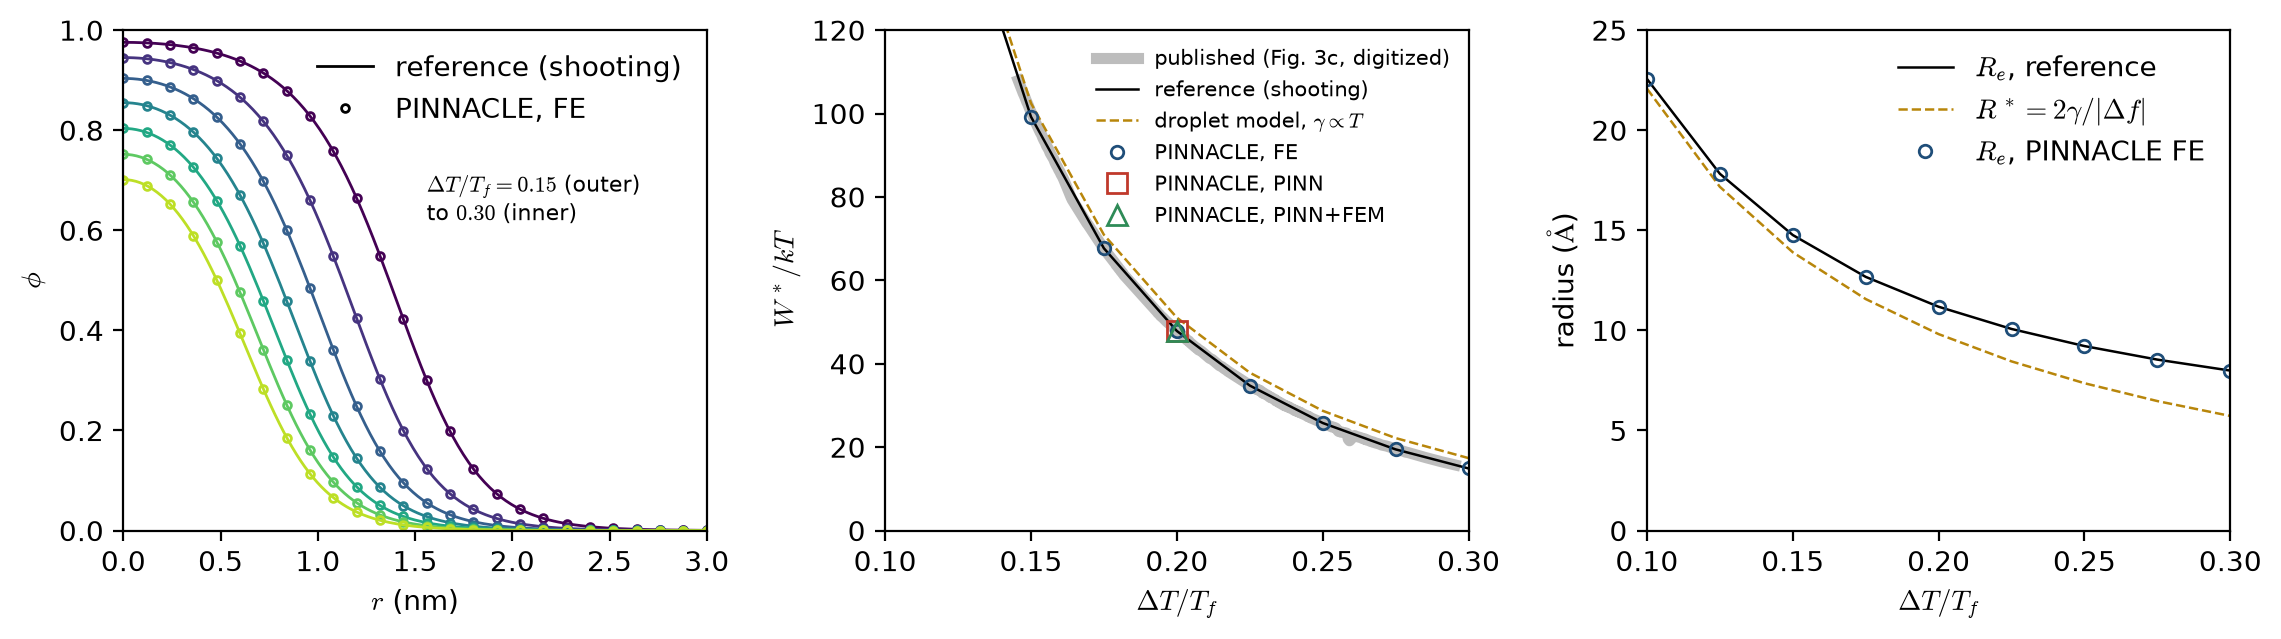 1.0
0.8
0.6
0.4
0.2
0.0
ϕ
0.0 0.5 1.0 1.5 2.0 2.5 3.0
r (nm)
reference (shooting)
PINNACLE, FE
ΔT/T_f = 0.15 (outer)
to 0.30 (inner)
120
100
80
60
40
20
0
W*/kT
0.10 0.15 0.20 0.25 0.30
ΔT/T_f
published (Fig. 3c, digitized)
reference (shooting)
droplet model, γ ∝ T
PINNACLE, FE
PINNACLE, PINN
PINNACLE, PINN+FEM
25
20
15
10
5
0
radius (Å)
0.10 0.15 0.20 0.25 0.30
ΔT/T_f
R_e, reference
R* = 2γ/|Δf|
R_e, PINNACLE FE